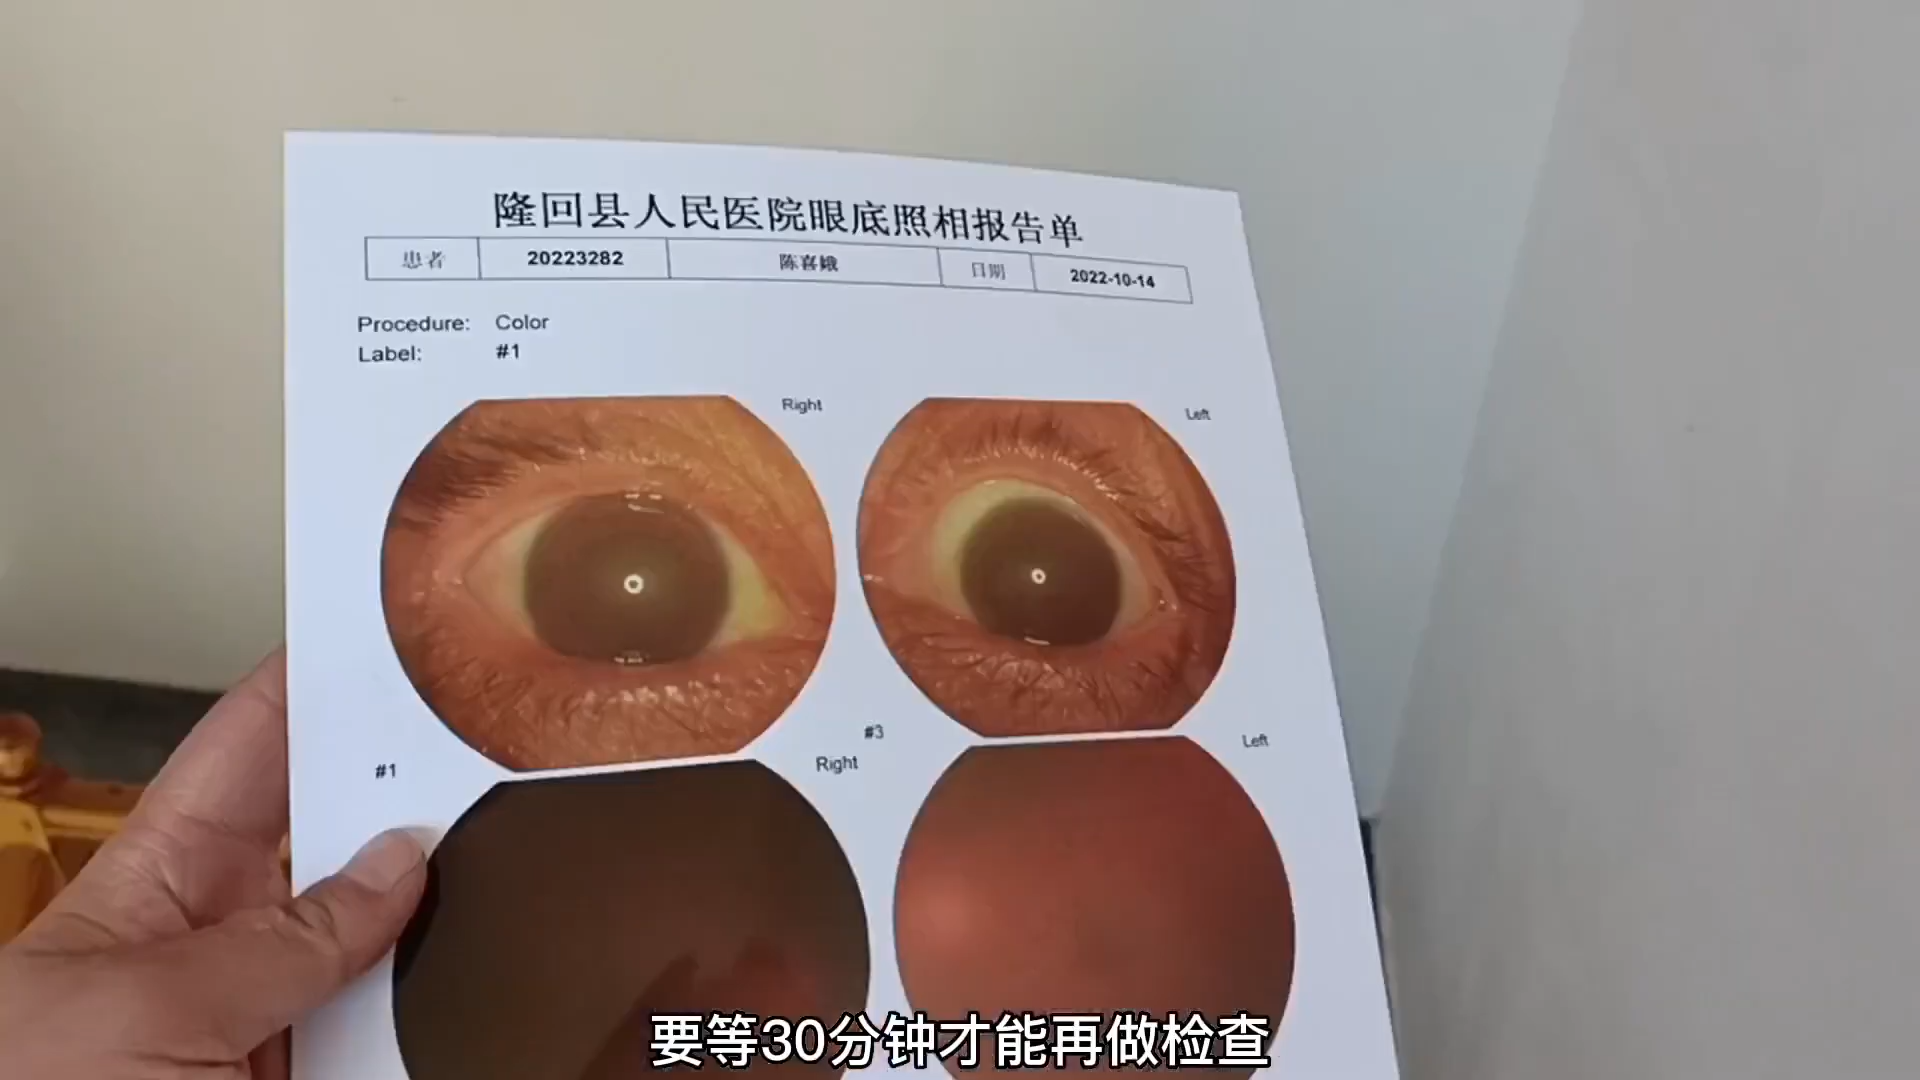 隆回县人民医院眼底照相报告单
患者 20223282 陈喜娥 日期 2022-10-14
Procedure: Color
Label: #1
Right
Left
#1
Right
#3
Left
要等30分钟才能再做检查